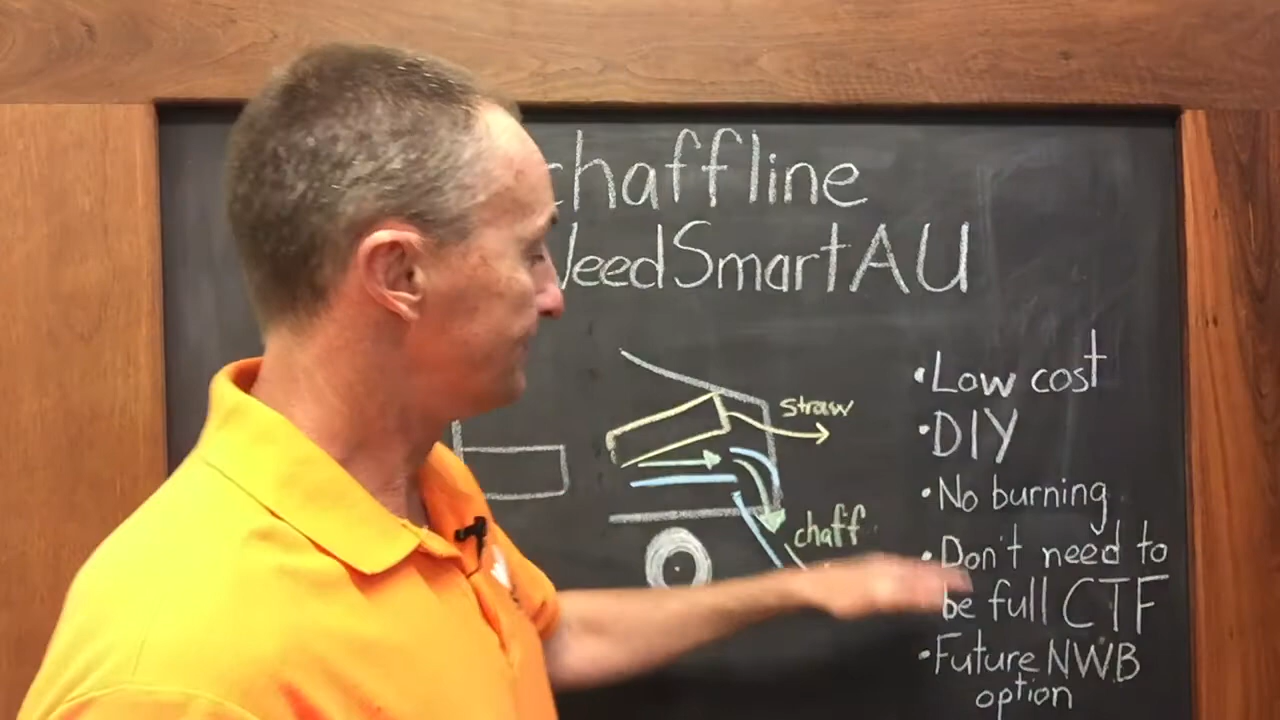 chaffline
WeedSmartAU
straw
chaff
• Low cost
• DIY
• No burning
• Don't need to
be full CTF
• Future NWB
option